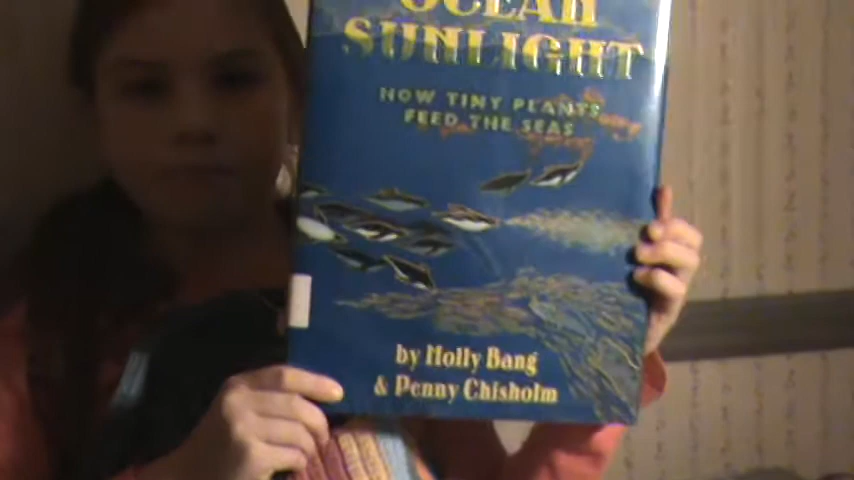 OCEAN
SUNLIGHT
HOW TINY PLANTS
FEED THE SEAS
by Molly Bang
& Penny Chisholm